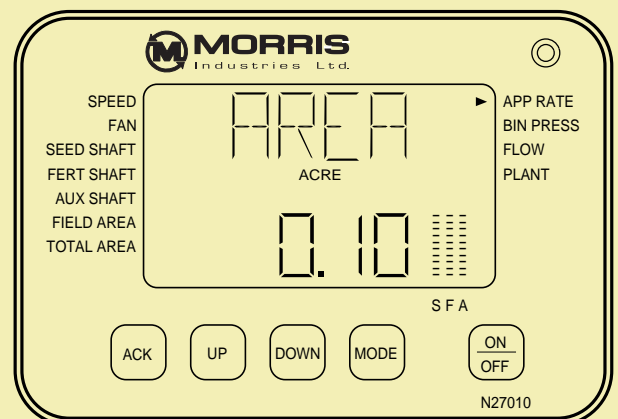 MORRIS
Industries Ltd.
SPEED
FAN
SEED SHAFT
FERT SHAFT
AUX SHAFT
FIELD AREA
TOTAL AREA
AREA
ACRE
0.10
APP RATE
BIN PRESS
FLOW
PLANT
S F A
ACK
UP
DOWN
MODE
ON
OFF
N27010